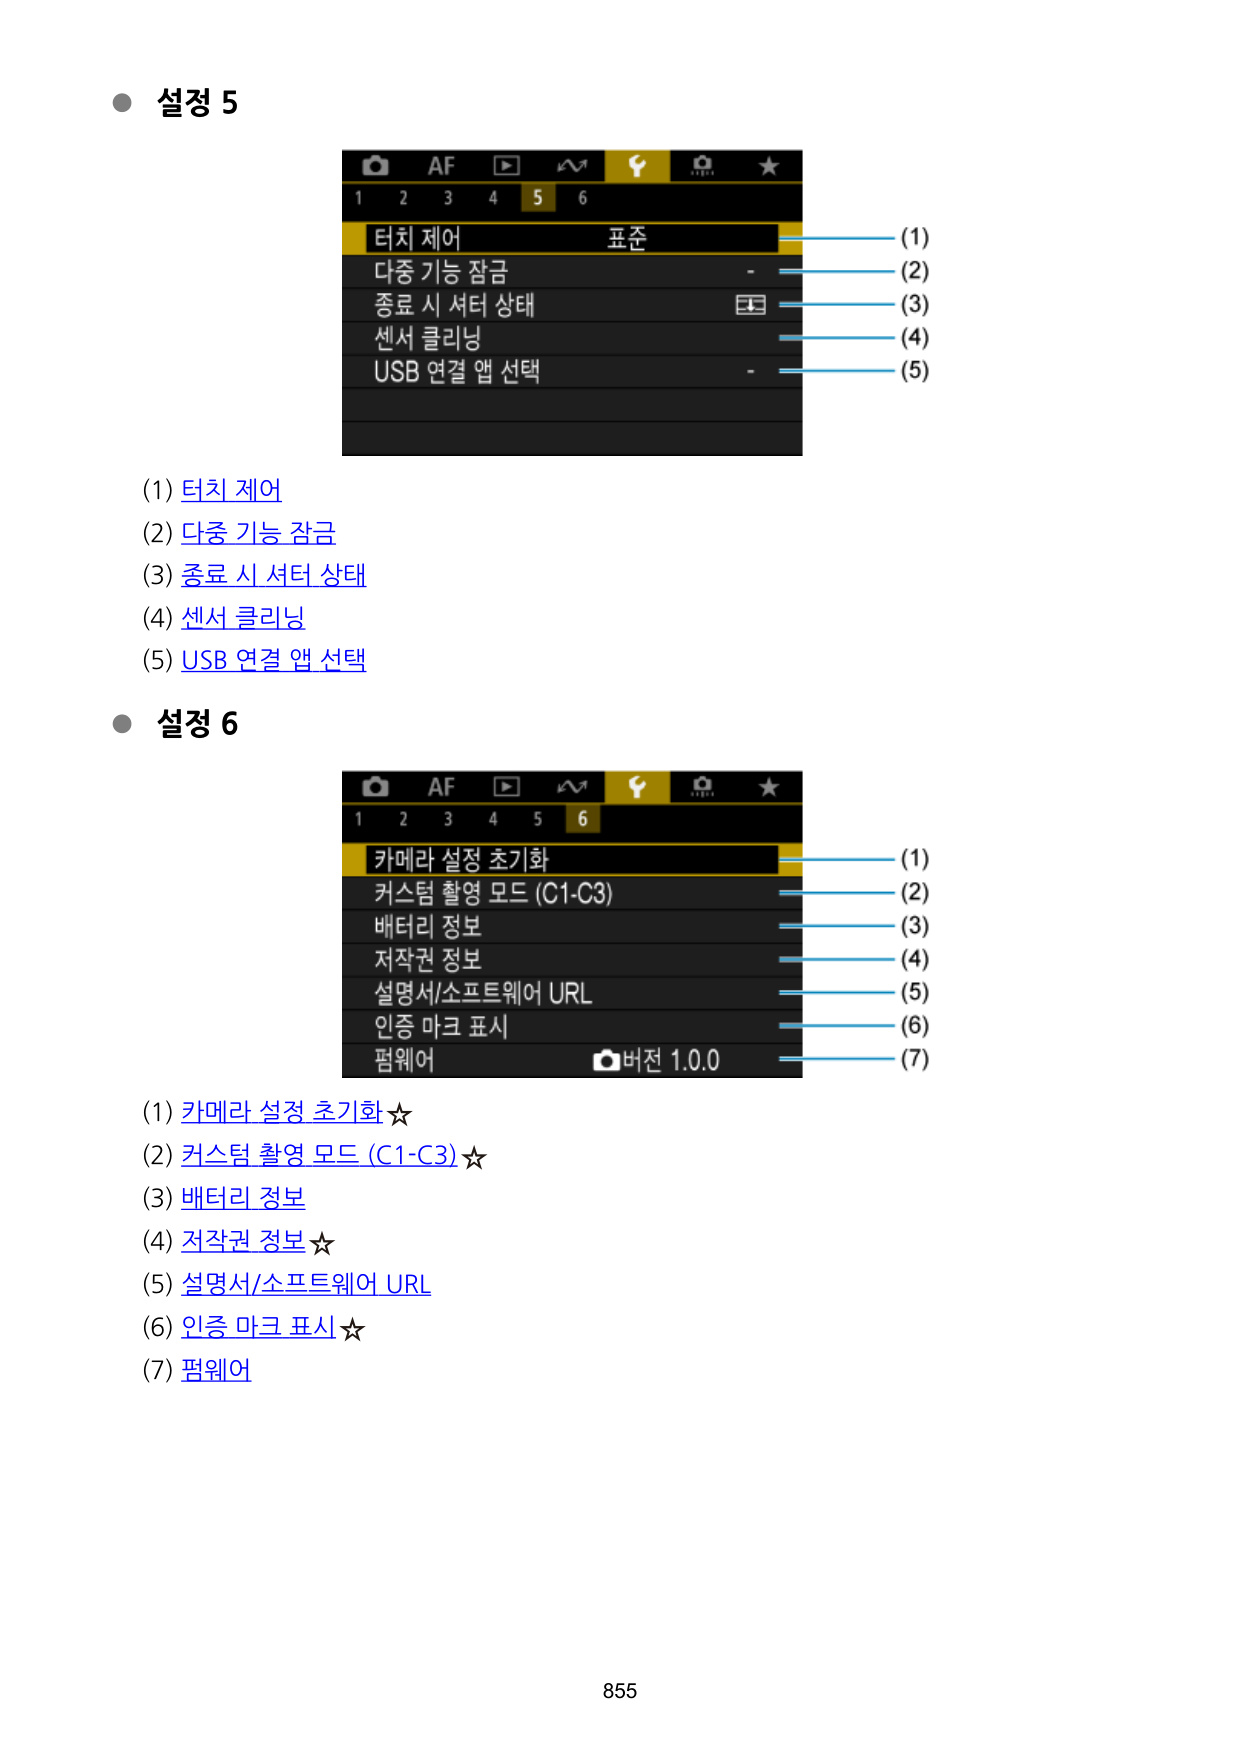 설정 5
AF
1 2 3 4 5 6
터치 제어 표준 (1)
다중 기능 잠금 - (2)
종료 시 셔터 상태 (3)
센서 클리닝 (4)
USB 연결 앱 선택 - (5)
(1) 터치 제어
(2) 다중 기능 잠금
(3) 종료 시 셔터 상태
(4) 센서 클리닝
(5) USB 연결 앱 선택
설정 6
AF
1 2 3 4 5 6
카메라 설정 초기화 (1)
커스텀 촬영 모드 (C1-C3) (2)
배터리 정보 (3)
저작권 정보 (4)
설명서/소프트웨어 URL (5)
인증 마크 표시 (6)
펌웨어 버전 1.0.0 (7)
(1) 카메라 설정 초기화☆
(2) 커스텀 촬영 모드 (C1-C3)☆
(3) 배터리 정보
(4) 저작권 정보☆
(5) 설명서/소프트웨어 URL
(6) 인증 마크 표시☆
(7) 펌웨어
855